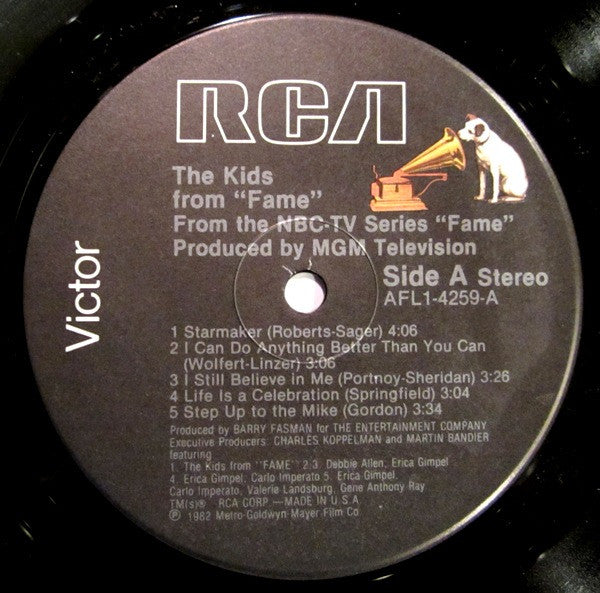 RCA
Victor
The Kids
from "Fame"
From the NBC-TV Series "Fame"
Produced by MGM Television
Side A Stereo
AFL1-4259-A
1 Starmaker (Roberts-Sager) 4:06
2 I Can Do Anything Better Than You Can
(Wolfert-Linzer) 3:06
3 I Still Believe in Me (Portnoy-Sheridan) 3:26
4 Life Is a Celebration (Springfield) 3:04
5 Step Up to the Mike (Gordon) 3:34
Produced by BARRY FASMAN for THE ENTERTAINMENT COMPANY
Executive Producers: CHARLES KOPPELMAN and MARTIN BANDIER
featuring
1. The Kids from "FAME" 2.3. Debbie Allen, Erica Gimpel
4. Erica Gimpel, Carlo Imperato 5. Erica Gimpel,
Carlo Imperato, Valerie Landsburg, Gene Anthony Ray
TM(s)® RCA CORP—MADE IN U.S.A.
℗ 1982 Metro-Goldwyn-Mayer Film Co.